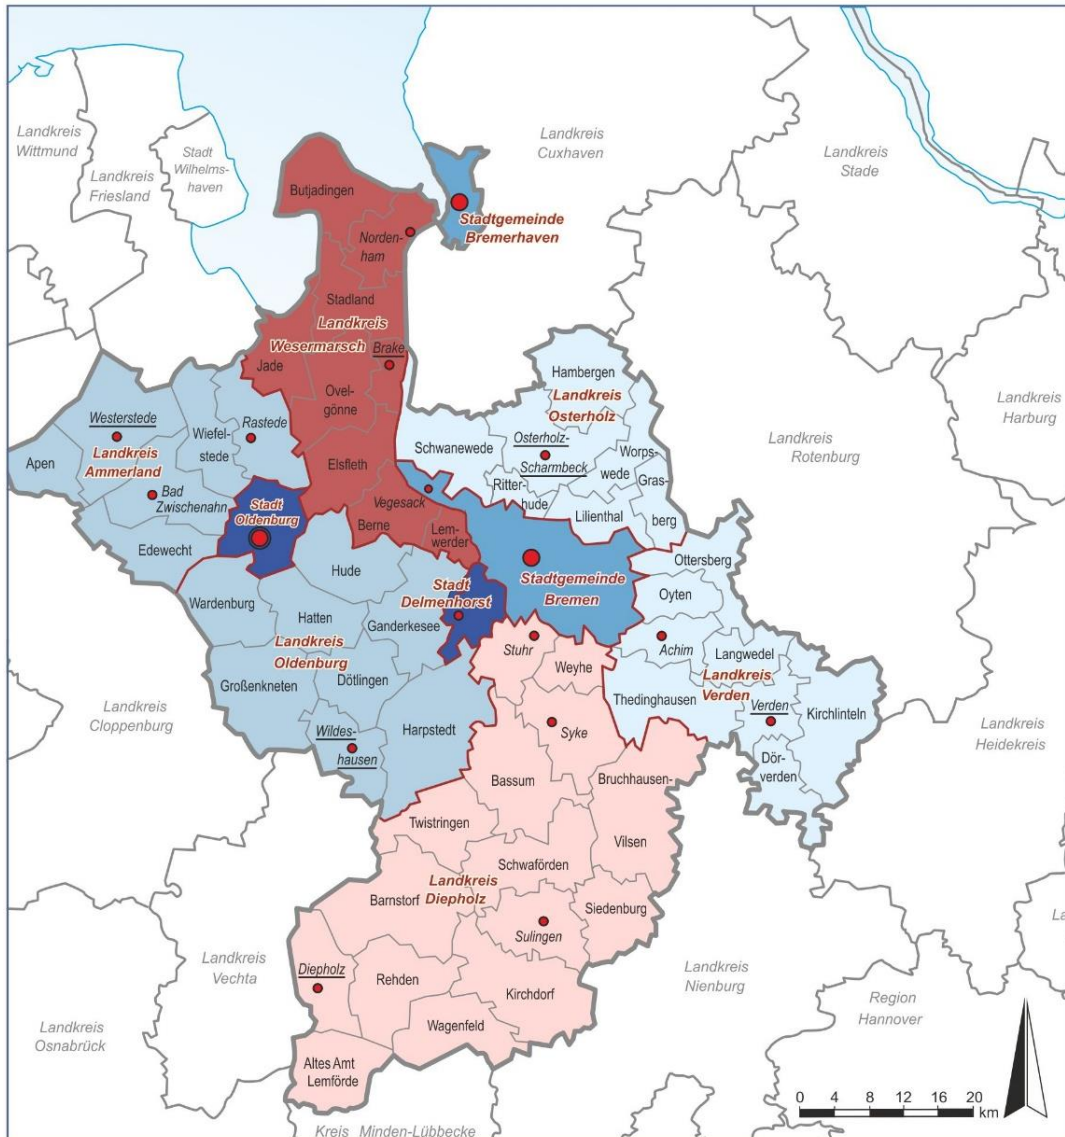 Landkreis
Wittmund
Landkreis
Friesland
Stadt
Wilhelms-
haven
Landkreis
Cuxhaven
Landkreis
Stade
Butjadingen
Norden-
ham
Stadtgemeinde
Bremerhaven
Stadland
Landkreis
Wesermarsch
Jade
Brake
Ovel-
gönne
Hambergen
Landkreis
Osterholz
Landkreis
Harburg
Westerstede
Rastede
Wiefel-
stede
Landkreis
Ammerland
Apen
Bad
Zwischenahn
Edewecht
Stadt
Oldenburg
Elsfleth
Schwanewede
Osterholz-
Scharmbeck
Worps-
wede
Ritter-
hude
Gras-
berg
Lilienthal
Landkreis
Rotenburg
Vegesack
Berne
Lem-
werder
Hude
Wardenburg
Stadt
Delmenhorst
Stadtgemeinde
Bremen
Ottersberg
Oyten
Hatten
Ganderkesee
Landkreis
Oldenburg
Stuhr
Weyhe
Achim
Langwedel
Landkreis
Verden
Großenkneten
Dötlingen
Thedinghausen
Verden
Kirchlinteln
Landkreis
Cloppenburg
Wildes-
hausen
Harpstedt
Syke
Dör-
verden
Landkreis
Heidekreis
Bassum
Bruchhausen-
Vilsen
Twistringen
Schwaförden
Landkreis
Diepholz
Barnstorf
Siedenburg
Sulingen
Landkreis
Vechta
Diepholz
Rehden
Kirchdorf
Landkreis
Nienburg
Region
Hannover
Wagenfeld
Landkreis
Osnabrück
Altes Amt
Lemförde
La
Kreis Minden-Lübbecke
0 4 8 12 16 20
km